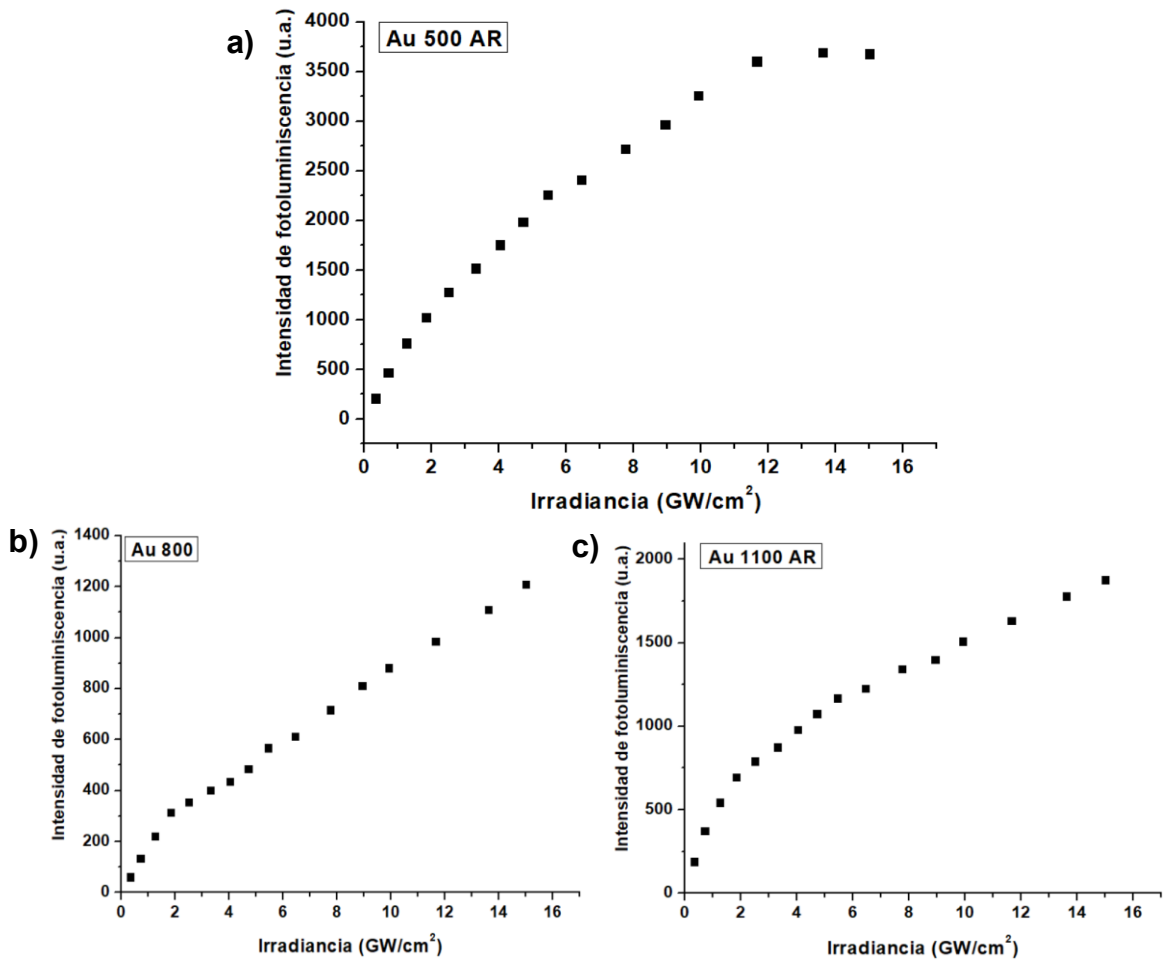 a)
Au 500 AR
Intensidad de fotoluminiscencia (u.a.)
4000
3500
3000
2500
2000
1500
1000
500
0
0 2 4 6 8 10 12 14 16
Irradiancia (GW/cm²)
b)
Au 800
Intensidad de fotoluminiscencia (u.a.)
1400
1200
1000
800
600
400
200
0
0 2 4 6 8 10 12 14 16
Irradiancia (GW/cm²)
c)
Au 1100 AR
Intensidad de fotoluminiscencia (u.a.)
2000
1500
1000
500
0
0 2 4 6 8 10 12 14 16
Irradiancia (GW/cm²)